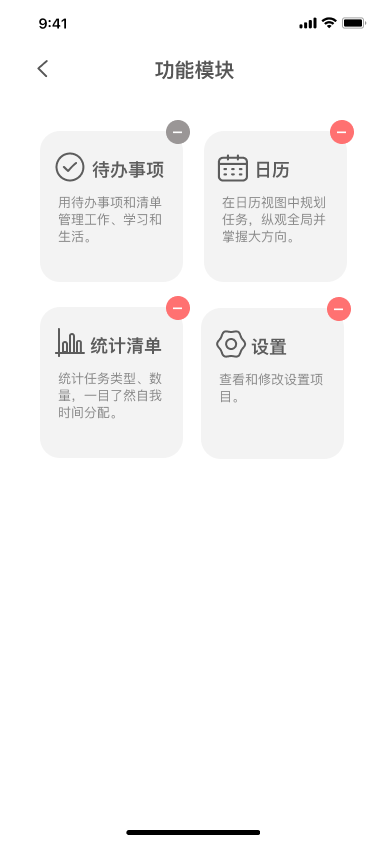 9:41
功能模块
待办事项
用待办事项和清单
管理工作、学习和
生活。
日历
在日历视图中规划
任务，纵观全局并
掌握大方向。
统计清单
统计任务类型、数
量，一目了然自我
时间分配。
设置
查看和修改设置项
目。